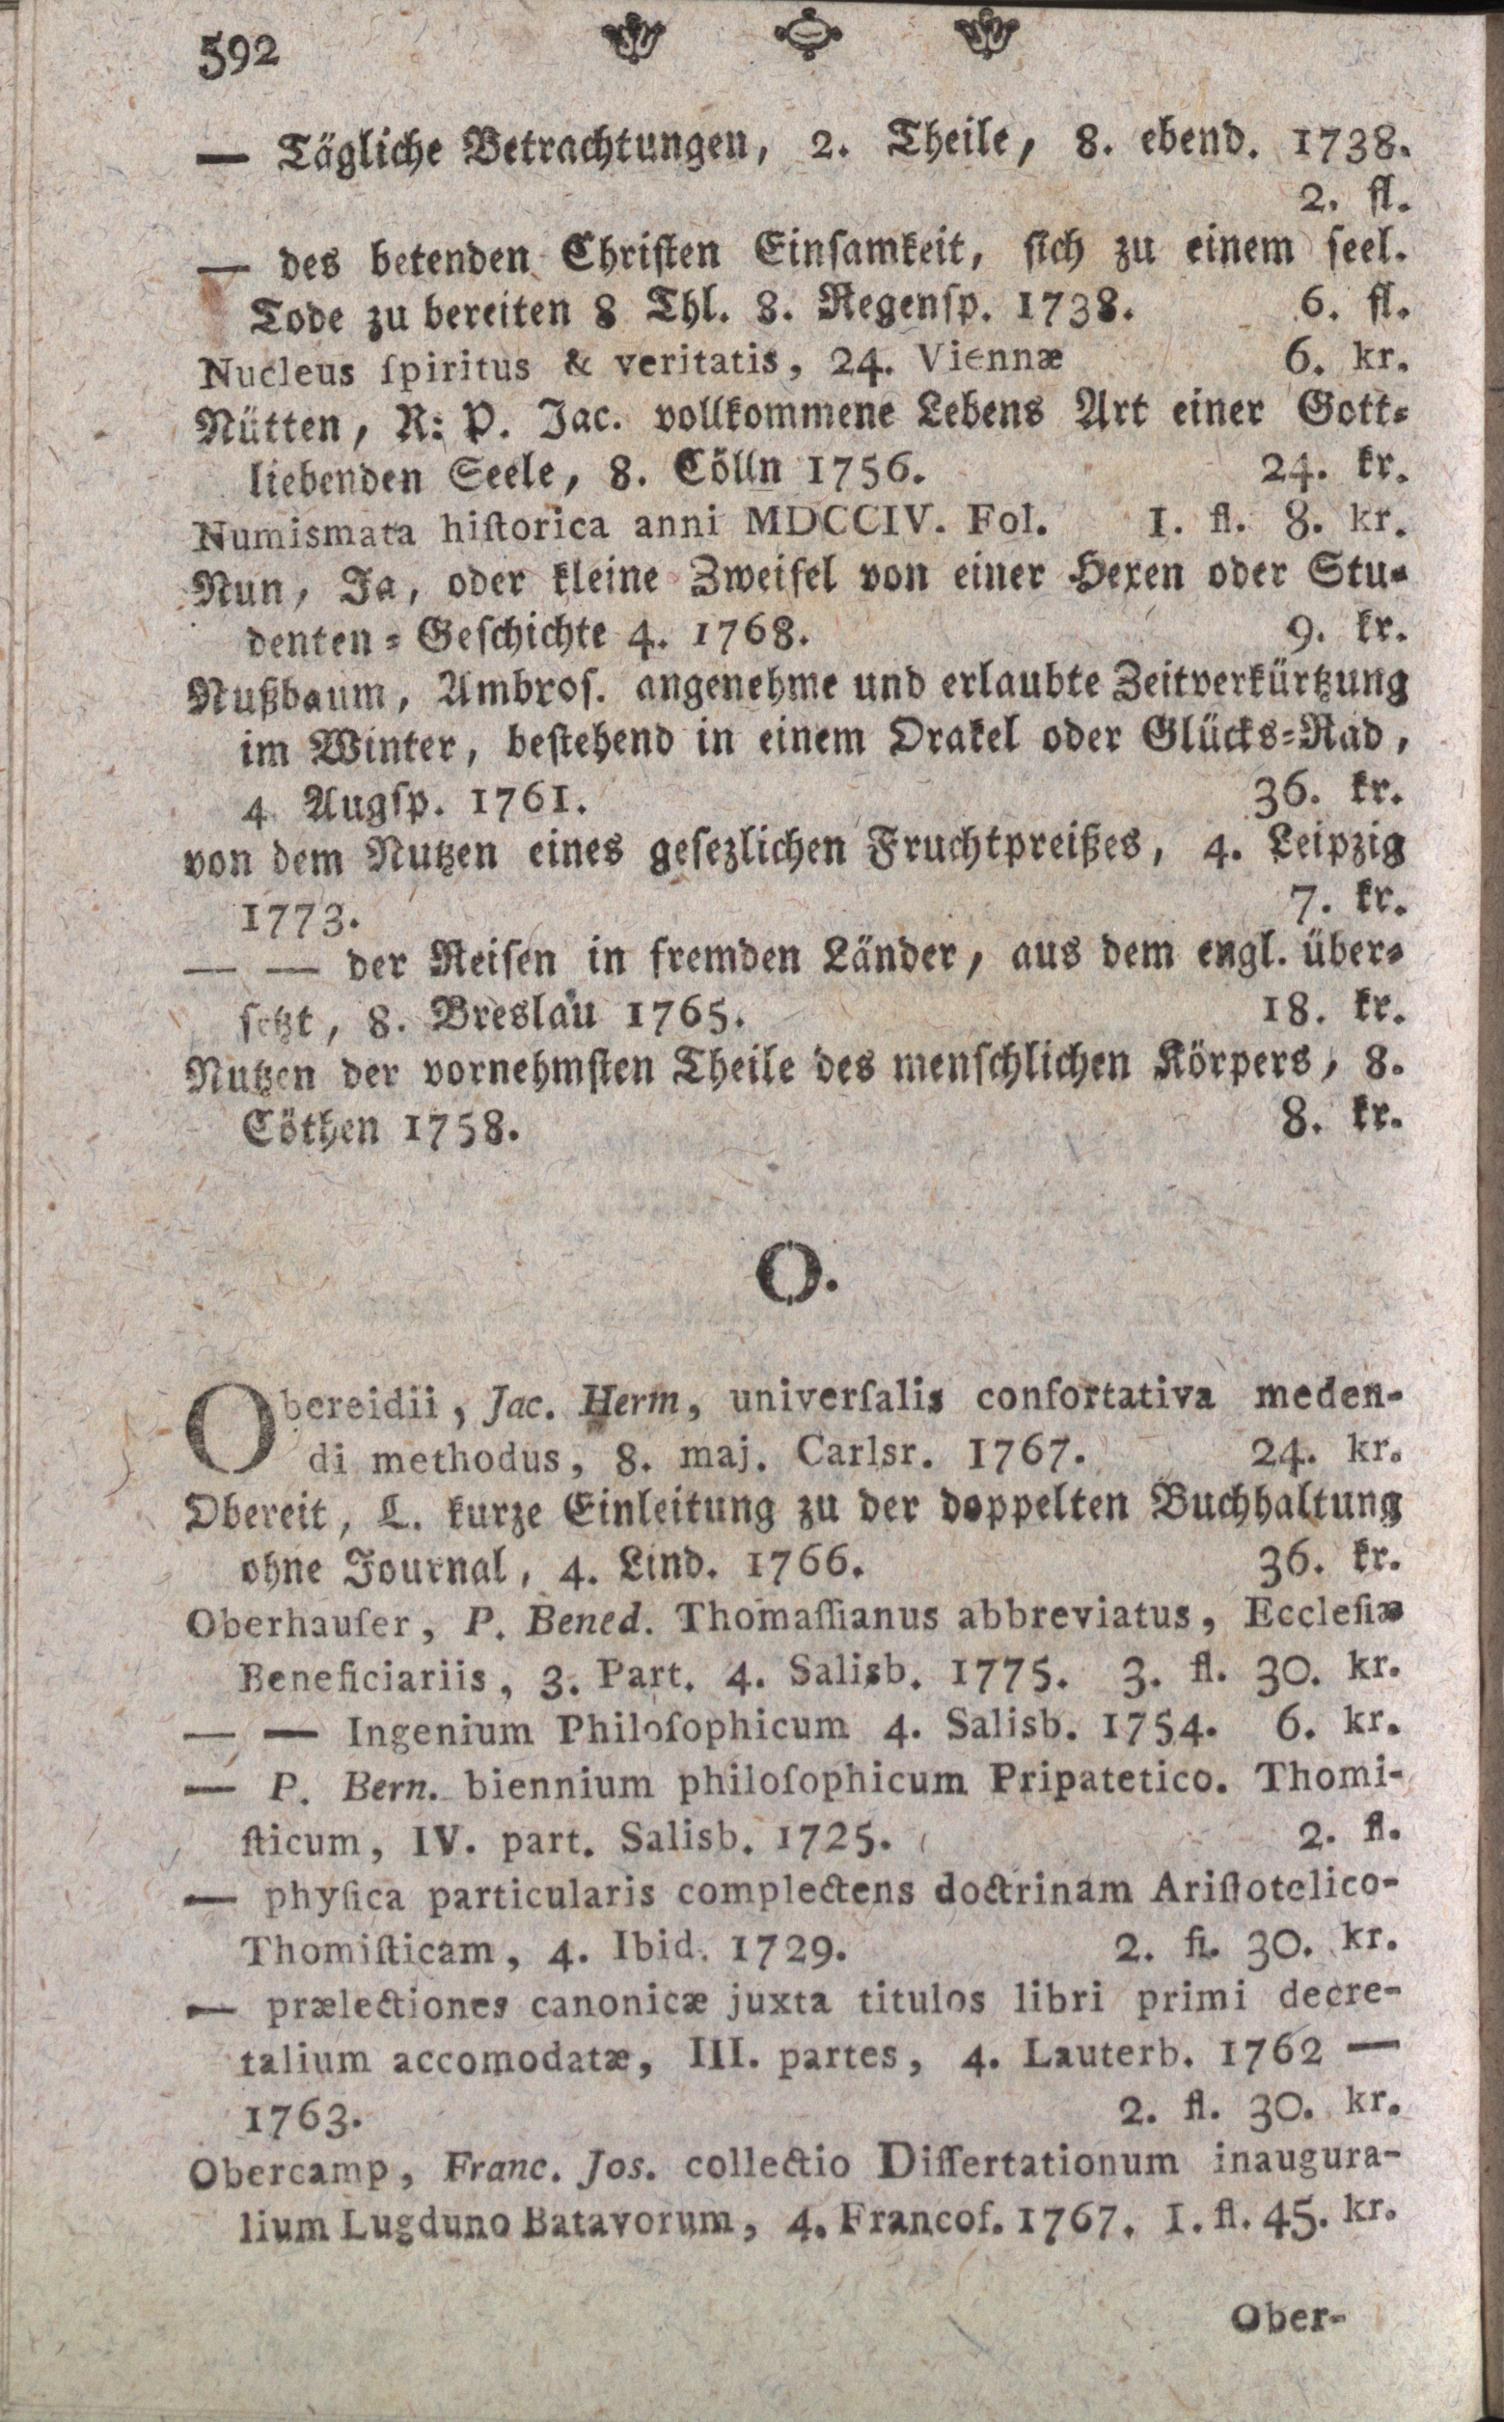 592
— Tägliche Betrachtungen, 2. Theile, 8. ebend. 1738.
2. fl.
— des betenden Christen Einsamkeit, sich zu einem seel.
Tode zu bereiten 8 Thl. 8. Regensp. 1738. 6. fl.
Nucleus ſpiritus & veritatis, 24. Viennæ 6. kr.
Nütten, R: P. Jac. vollkommene Lebens Art einer Gott-
liebenden Seele, 8. Cölln 1756. 24. kr.
Numismata hiſtorica anni MDCCIV. Fol. 1. fl. 8. kr.
Nun, Ja, oder kleine Zweifel von einer Hexen oder Stu-
denten-Geschichte 4. 1768. 9. kr.
Nußbaum, Ambros. angenehme und erlaubte Zeitverkürtzung
im Winter, bestehend in einem Orakel oder Glücks-Rad,
4 Augsp. 1761. 36. kr.
von dem Nutzen eines gesezlichen Fruchtpreißes, 4. Leipzig
1773. 7. kr.
— — der Reisen in fremden Länder, aus dem engl. über-
setzt, 8. Breslau 1765. 18. kr.
Nutzen der vornehmsten Theile des menschlichen Körpers, 8.
Cöthen 1758. 8. kr.
O.
Obereidii, Jac. Herm, univerſalis confortativa meden-
di methodus, 8. maj. Carlsr. 1767. 24. kr.
Obereit, L. kurze Einleitung zu der doppelten Buchhaltung
ohne Journal, 4. Lind. 1766. 36. kr.
Oberhauſer, P. Bened. Thomaſſianus abbreviatus, Eccleſiæ
Beneficiariis, 3. Part. 4. Salisb. 1775. 3. fl. 30. kr.
— — Ingenium Philoſophicum 4. Salisb. 1754. 6. kr.
— P. Bern. biennium philoſophicum Pripatetico. Thomi-
ſticum, IV. part. Salisb. 1725. 2. fl.
— phyſica particularis complectens doctrinam Ariſtotelico-
Thomiſticam, 4. Ibid. 1729. 2. fl. 30. kr.
— prælectiones canonicæ juxta titulos libri primi decre-
talium accomodatæ, III. partes, 4. Lauterb. 1762 —
1763. 2. fl. 30. kr.
Obercamp, Franc. Jos. collectio Diſſertationum inaugura-
lium Lugduno Batavorum, 4. Francof. 1767. 1. fl. 45. kr.
Ober-